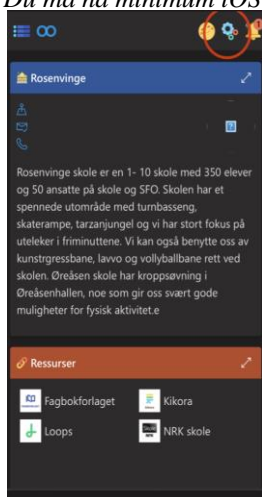 Du må ha minimum iOS
Rosenvinge
Rosenvinge skole er en 1- 10 skole med 350 elever
og 50 ansatte på skole og SFO. Skolen har et
spennede utområde med turnbasseng,
skaterampe, tarzanjungel og vi har stort fokus på
uteleker i friminuttene. Vi kan også benytte oss av
kunstgressbane, lavvo og vollyballbane rett ved
skolen. Øreåsen skole har kroppsøvning i
Øreåsenhallen, noe som gir oss svært gode
muligheter for fysisk aktivitet.e
Ressurser
Fagbokforlaget Kikora
Loops NRK skole